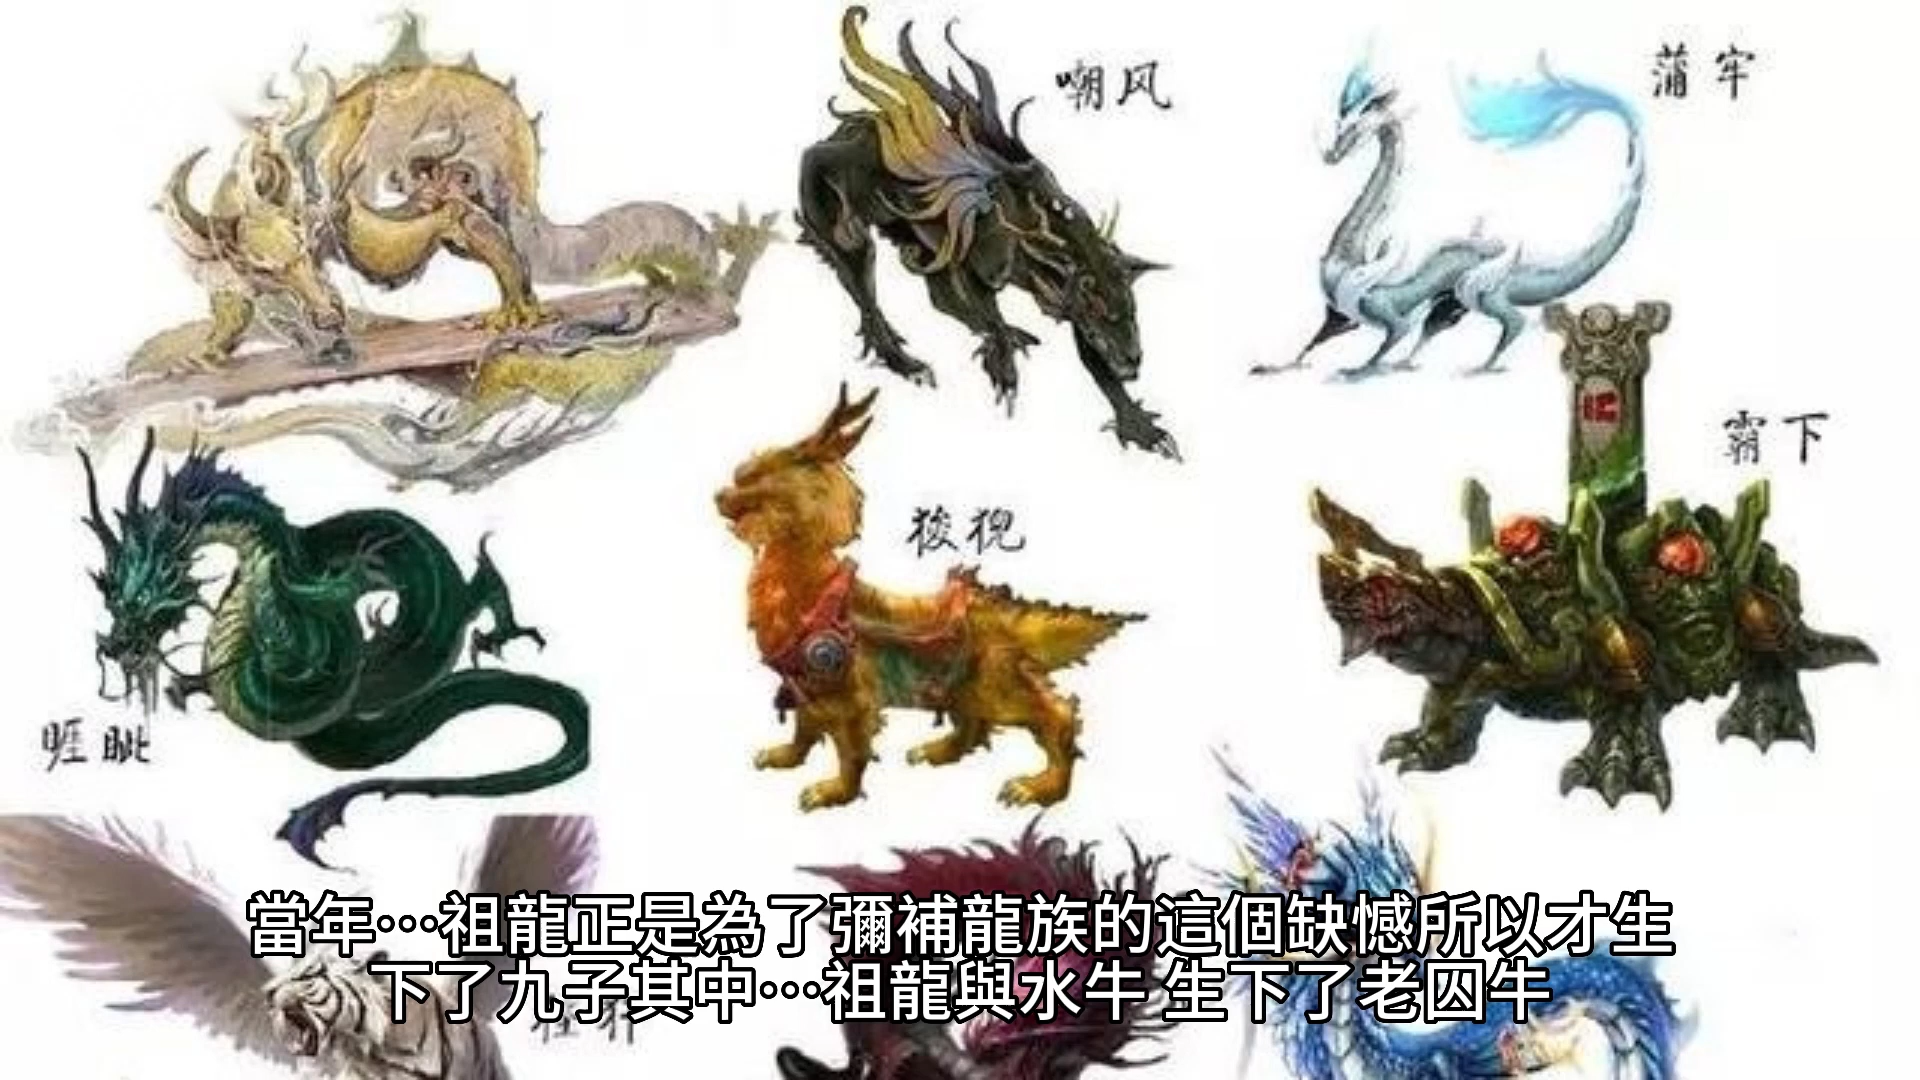 嘲风
蒲牢
霸下
狻猊
睚眦
狴犴
當年…祖龍正是為了彌補龍族的這個缺憾所以才生
下了九子其中…祖龍與水牛 生下了老囚牛